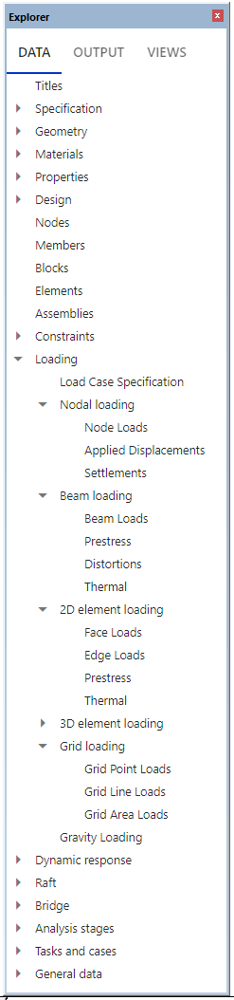 Explorer
DATA OUTPUT VIEWS
Titles
Specification
Geometry
Materials
Properties
Design
Nodes
Members
Blocks
Elements
Assemblies
Constraints
Loading
Load Case Specification
Nodal loading
Node Loads
Applied Displacements
Settlements
Beam loading
Beam Loads
Prestress
Distortions
Thermal
2D element loading
Face Loads
Edge Loads
Prestress
Thermal
3D element loading
Grid loading
Grid Point Loads
Grid Line Loads
Grid Area Loads
Gravity Loading
Dynamic response
Raft
Bridge
Analysis stages
Tasks and cases
General data